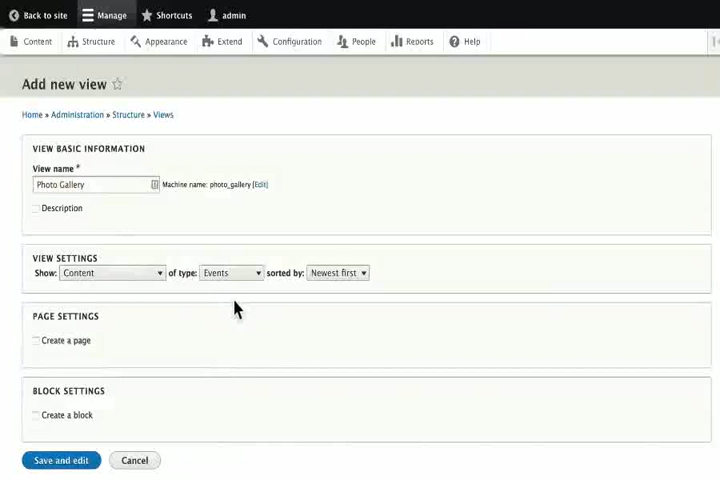 Back to site Manage Shortcuts admin
Content Structure Appearance Extend Configuration People Reports Help
Add new view
Home » Administration » Structure » Views
VIEW BASIC INFORMATION
View name *
Photo Gallery Machine name: photo_gallery [Edit]
Description
VIEW SETTINGS
Show: Content of type: Events sorted by: Newest first
PAGE SETTINGS
Create a page
BLOCK SETTINGS
Create a block
Save and edit Cancel